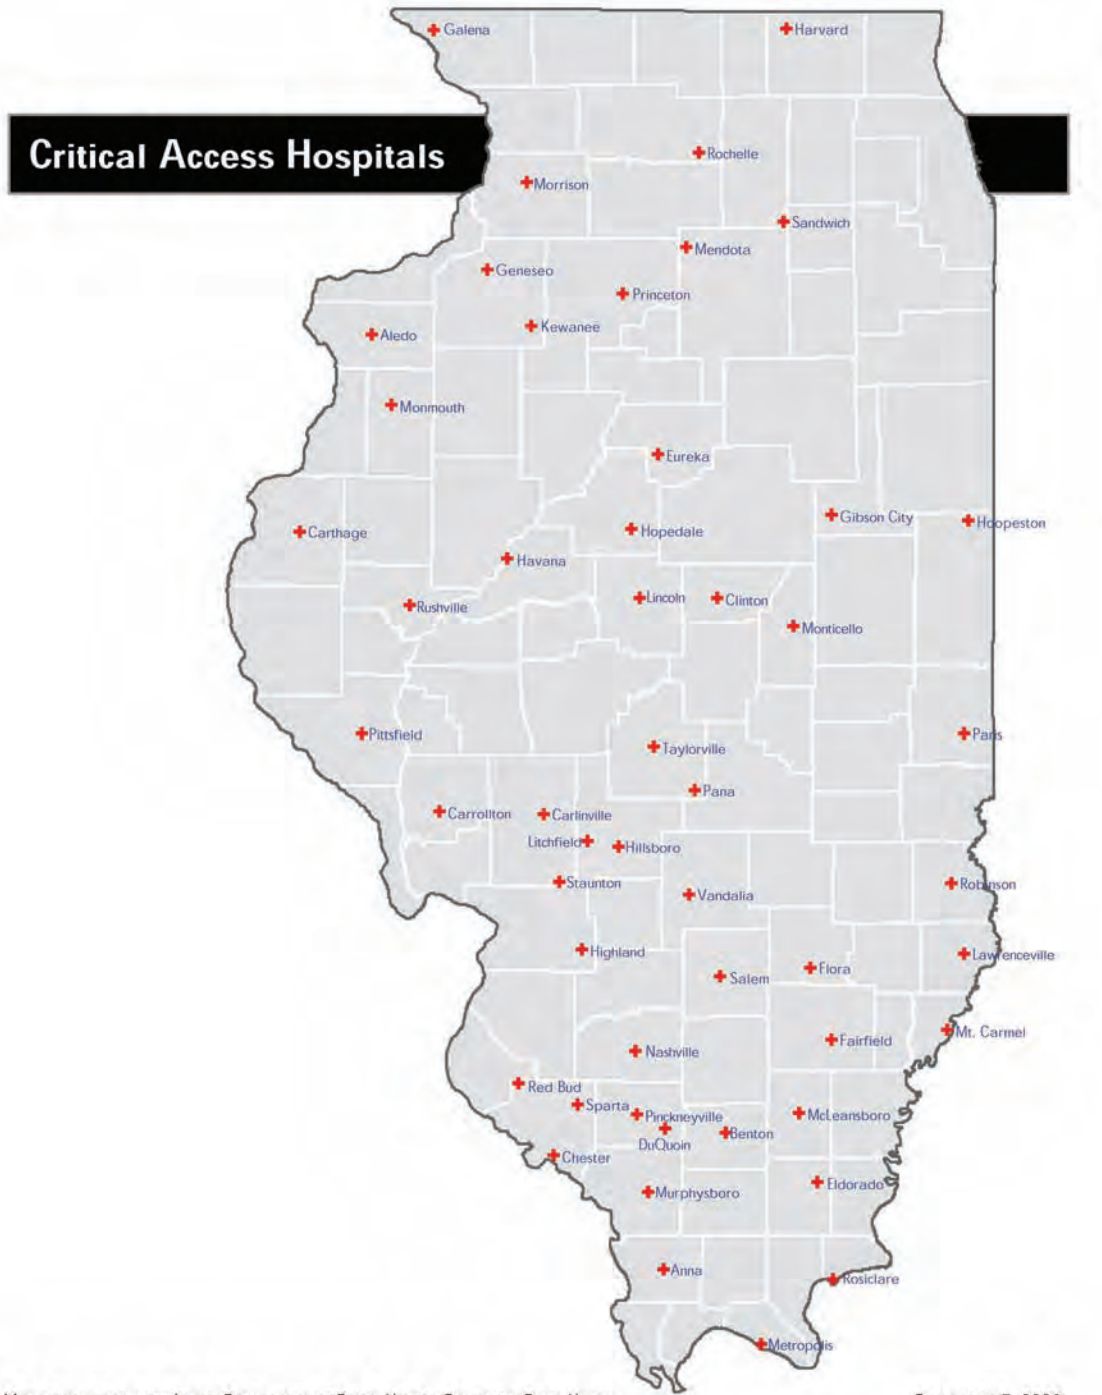 Galena
Harvard
Critical Access Hospitals
Rochelle
Morrison
Sandwich
Mendota
Geneseo
Princeton
Kewanee
Aledo
Monmouth
Eureka
Gibson City
Hoopeston
Carthage
Hopedale
Havana
Lincoln
Clinton
Rushville
Monticello
Pittsfield
Paris
Taylorville
Pana
Carrollton
Carlinville
Litchfield
Hillsboro
Staunton
Robinson
Vandalia
Highland
Lawrenceville
Flora
Salem
Mt. Carmel
Fairfield
Nashville
Red Bud
Sparta
Pinckneyville
McLeansboro
Benton
DuQuoin
Chester
Eldorado
Murphysboro
Anna
Rosiclare
Metropolis